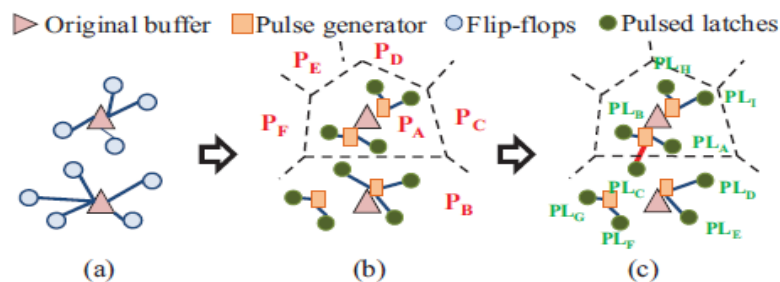 Original buffer Pulse generator Flip-flops Pulsed latches
P_E P_D
P_F P_A P_C
P_B
PL_H
PL_B PL_I
PL_A
PL_C PL_D
PL_G
PL_F PL_E
(a) (b) (c)